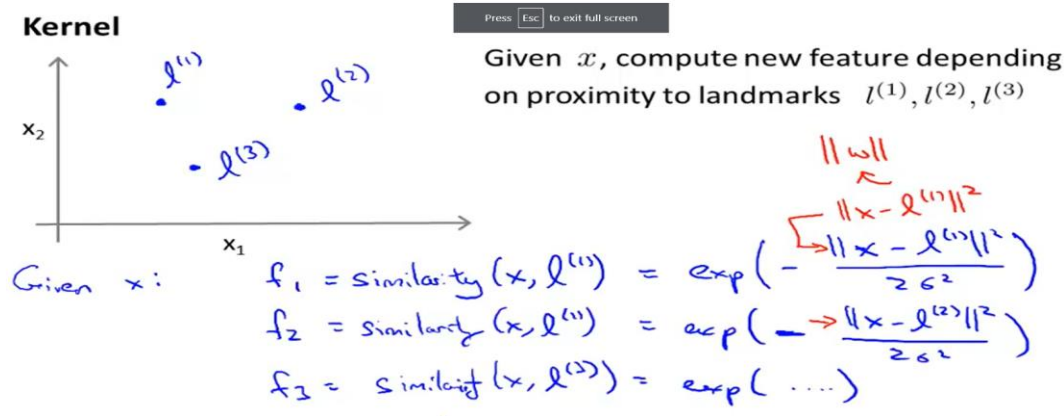 Press Esc to exit full screen
Kernel
Given x, compute new feature depending
on proximity to landmarks l^(1), l^(2), l^(3)
x₂
l^(1)
l^(2)
l^(3)
x₁
||w||
||x - l^(1)||²
Given x: f₁ = similarity (x, l^(1)) = exp(- ||x - l^(1)||² / 2σ²)
f₂ = similarity (x, l^(2)) = exp(- ||x - l^(2)||² / 2σ²)
f₃ = similarity (x, l^(3)) = exp( ....)